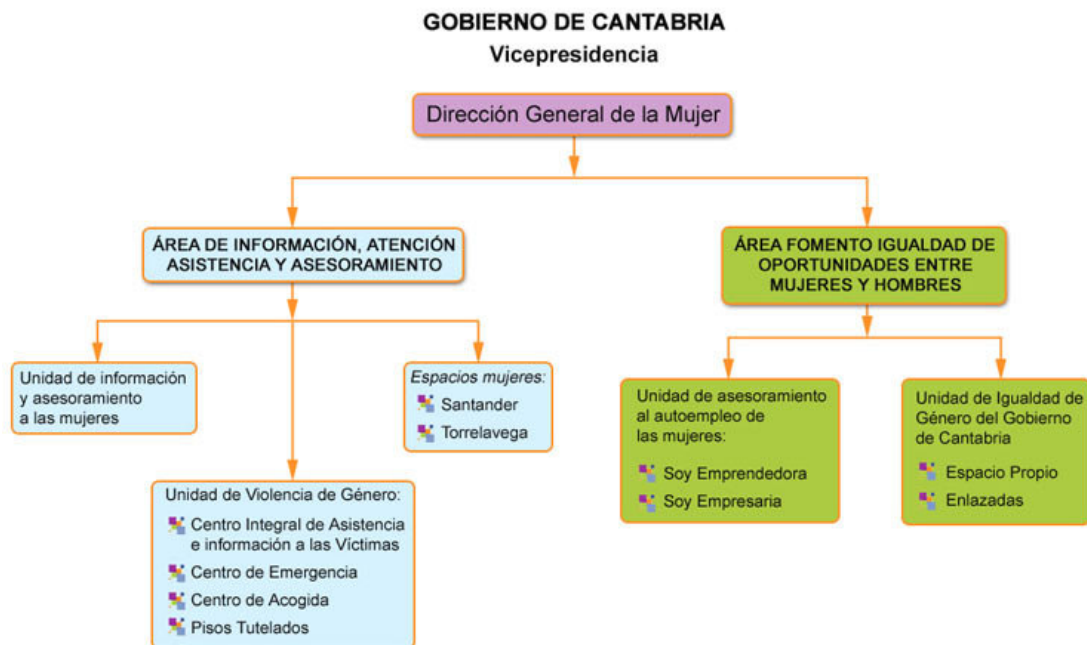 GOBIERNO DE CANTABRIA
Vicepresidencia
Dirección General de la Mujer
ÁREA DE INFORMACIÓN, ATENCIÓN
ASISTENCIA Y ASESORAMIENTO
ÁREA FOMENTO IGUALDAD DE
OPORTUNIDADES ENTRE
MUJERES Y HOMBRES
Unidad de información
y asesoramiento
a las mujeres
Espacios mujeres:
Santander
Torrelavega
Unidad de Violencia de Género:
Centro Integral de Asistencia
e información a las Víctimas
Centro de Emergencia
Centro de Acogida
Pisos Tutelados
Unidad de asesoramiento
al autoempleo de
las mujeres:
Soy Emprendedora
Soy Empresaria
Unidad de Igualdad de
Género del Gobierno
de Cantabria
Espacio Propio
Enlazadas